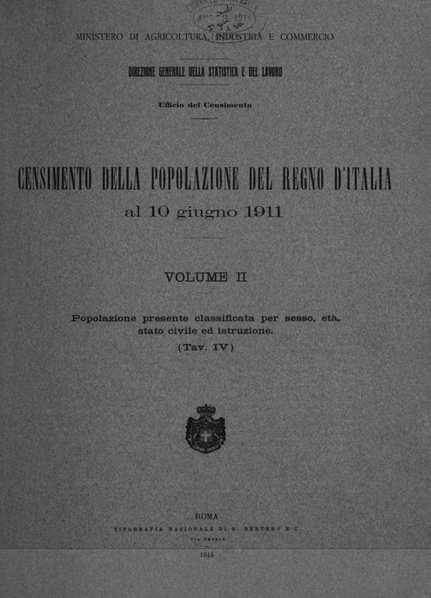 MINISTERO DI AGRICOLTURA, INDUSTRIA E COMMERCIO
DIREZIONE GENERALE DELLA STATISTICA E DEL LAVORO
Ufficio del Censimento
CENSIMENTO DELLA POPOLAZIONE DEL REGNO D'ITALIA
al 10 giugno 1911
VOLUME II
Popolazione presente classificata per sesso, età,
stato civile ed istruzione.
(Tav. IV)
ROMA
TIPOGRAFIA NAZIONALE DI G. BERTERO E C.
VIA UMBRIA